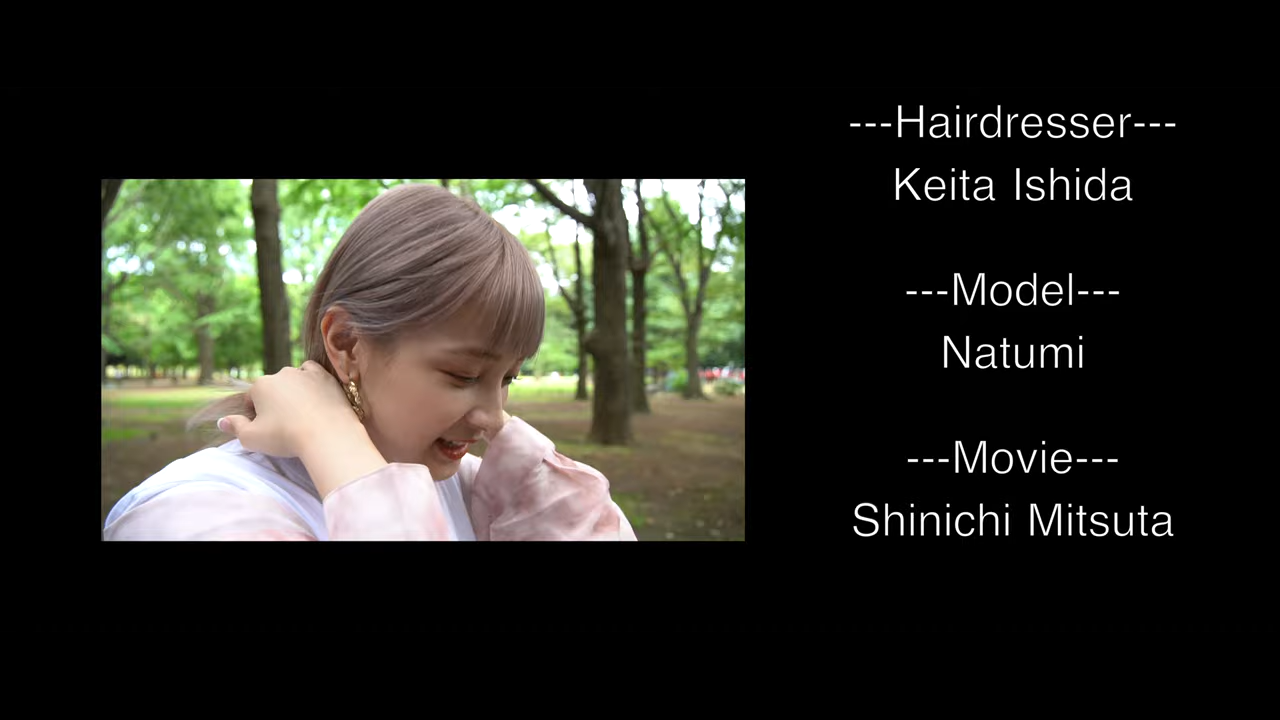 ---Hairdresser---
Keita Ishida
---Model---
Natumi
---Movie---
Shinichi Mitsuta